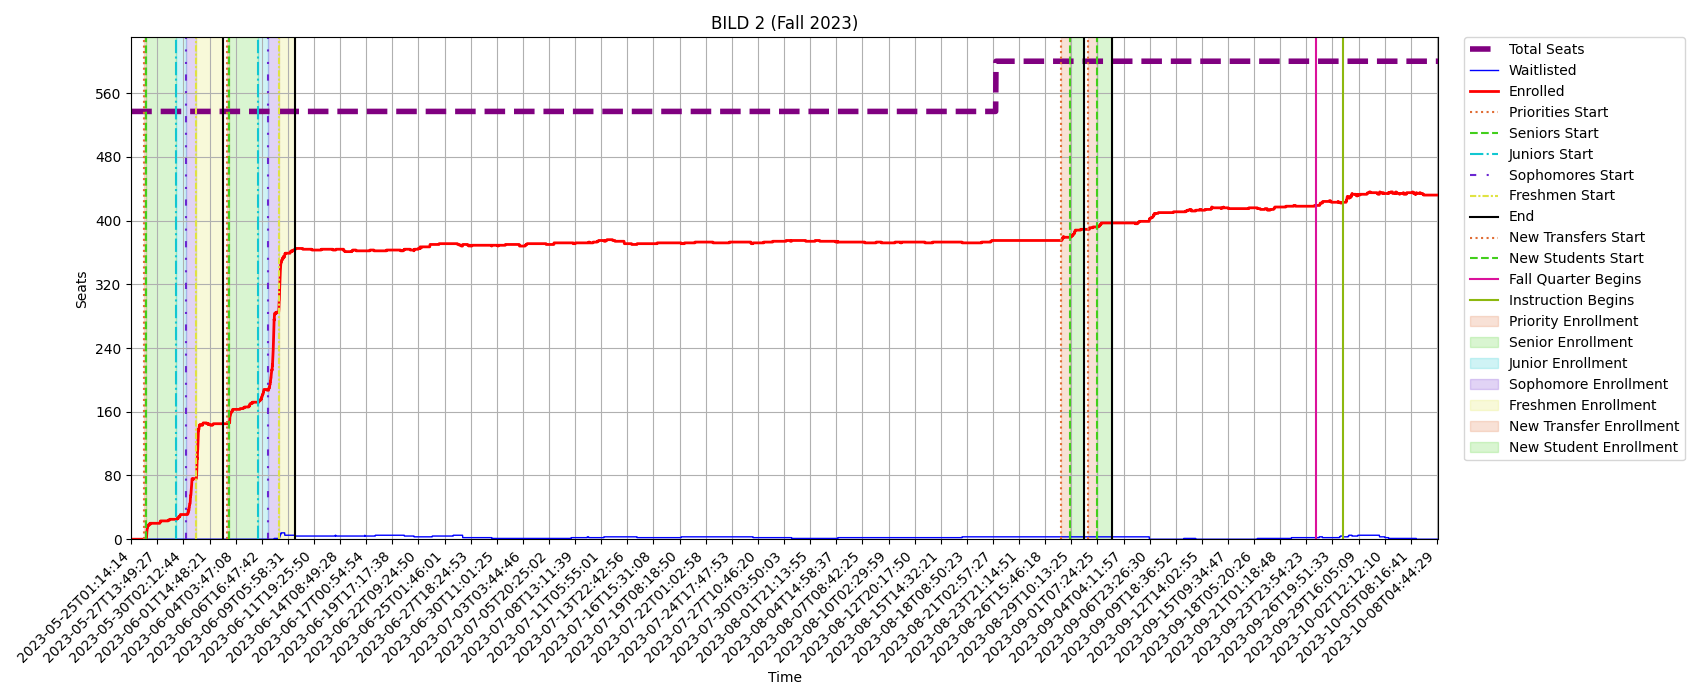 BILD 2 (Fall 2023)
Seats
560
480
400
320
240
160
80
0
2023-05-25T01:14:14
2023-05-27T13:49:27
2023-05-30T02:12:44
2023-06-01T14:48:21
2023-06-04T03:47:08
2023-06-06T16:47:42
2023-06-09T05:58:31
2023-06-11T19:25:50
2023-06-14T08:49:28
2023-06-17T00:54:54
2023-06-19T17:17:38
2023-06-22T09:24:50
2023-06-25T01:46:01
2023-06-27T18:24:53
2023-06-30T11:01:25
2023-07-03T03:44:46
2023-07-05T20:25:02
2023-07-08T13:11:39
2023-07-11T05:55:01
2023-07-13T22:42:56
2023-07-16T15:31:08
2023-07-19T08:18:50
2023-07-22T01:02:58
2023-07-24T17:47:53
2023-07-27T10:46:20
2023-07-30T03:50:03
2023-08-01T21:13:55
2023-08-04T14:58:37
2023-08-07T08:42:25
2023-08-10T02:29:59
2023-08-12T20:17:50
2023-08-15T14:32:21
2023-08-18T08:50:23
2023-08-21T02:57:27
2023-08-23T21:14:51
2023-08-26T15:46:18
2023-08-29T10:13:25
2023-09-01T07:24:25
2023-09-04T04:11:57
2023-09-06T23:26:30
2023-09-09T18:36:52
2023-09-12T14:02:55
2023-09-15T09:34:47
2023-09-18T05:20:26
2023-09-21T01:18:48
2023-09-23T23:54:23
2023-09-26T19:51:33
2023-09-29T16:05:09
2023-10-02T12:12:10
2023-10-05T08:16:41
2023-10-08T04:44:29
Time
Total Seats
Waitlisted
Enrolled
Priorities Start
Seniors Start
Juniors Start
Sophomores Start
Freshmen Start
End
New Transfers Start
New Students Start
Fall Quarter Begins
Instruction Begins
Priority Enrollment
Senior Enrollment
Junior Enrollment
Sophomore Enrollment
Freshmen Enrollment
New Transfer Enrollment
New Student Enrollment